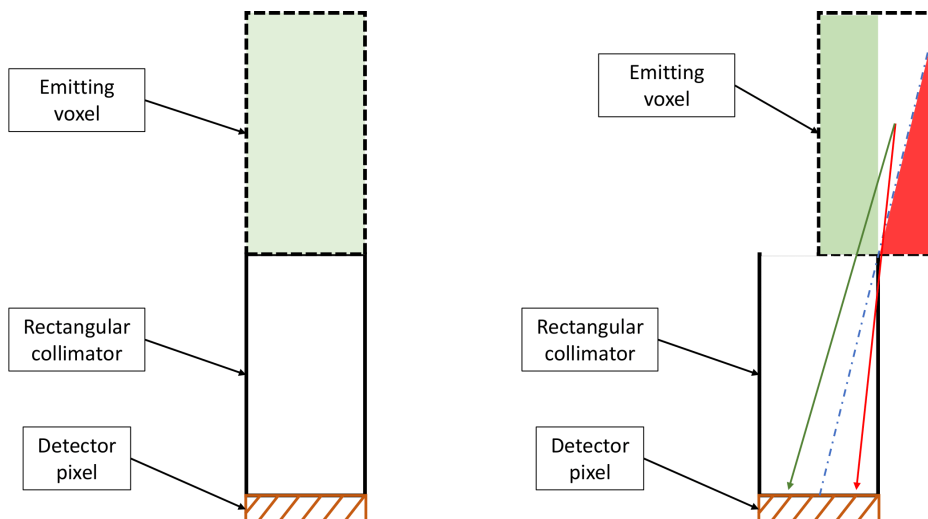 Emitting
voxel
Rectangular
collimator
Detector
pixel
Emitting
voxel
Rectangular
collimator
Detector
pixel